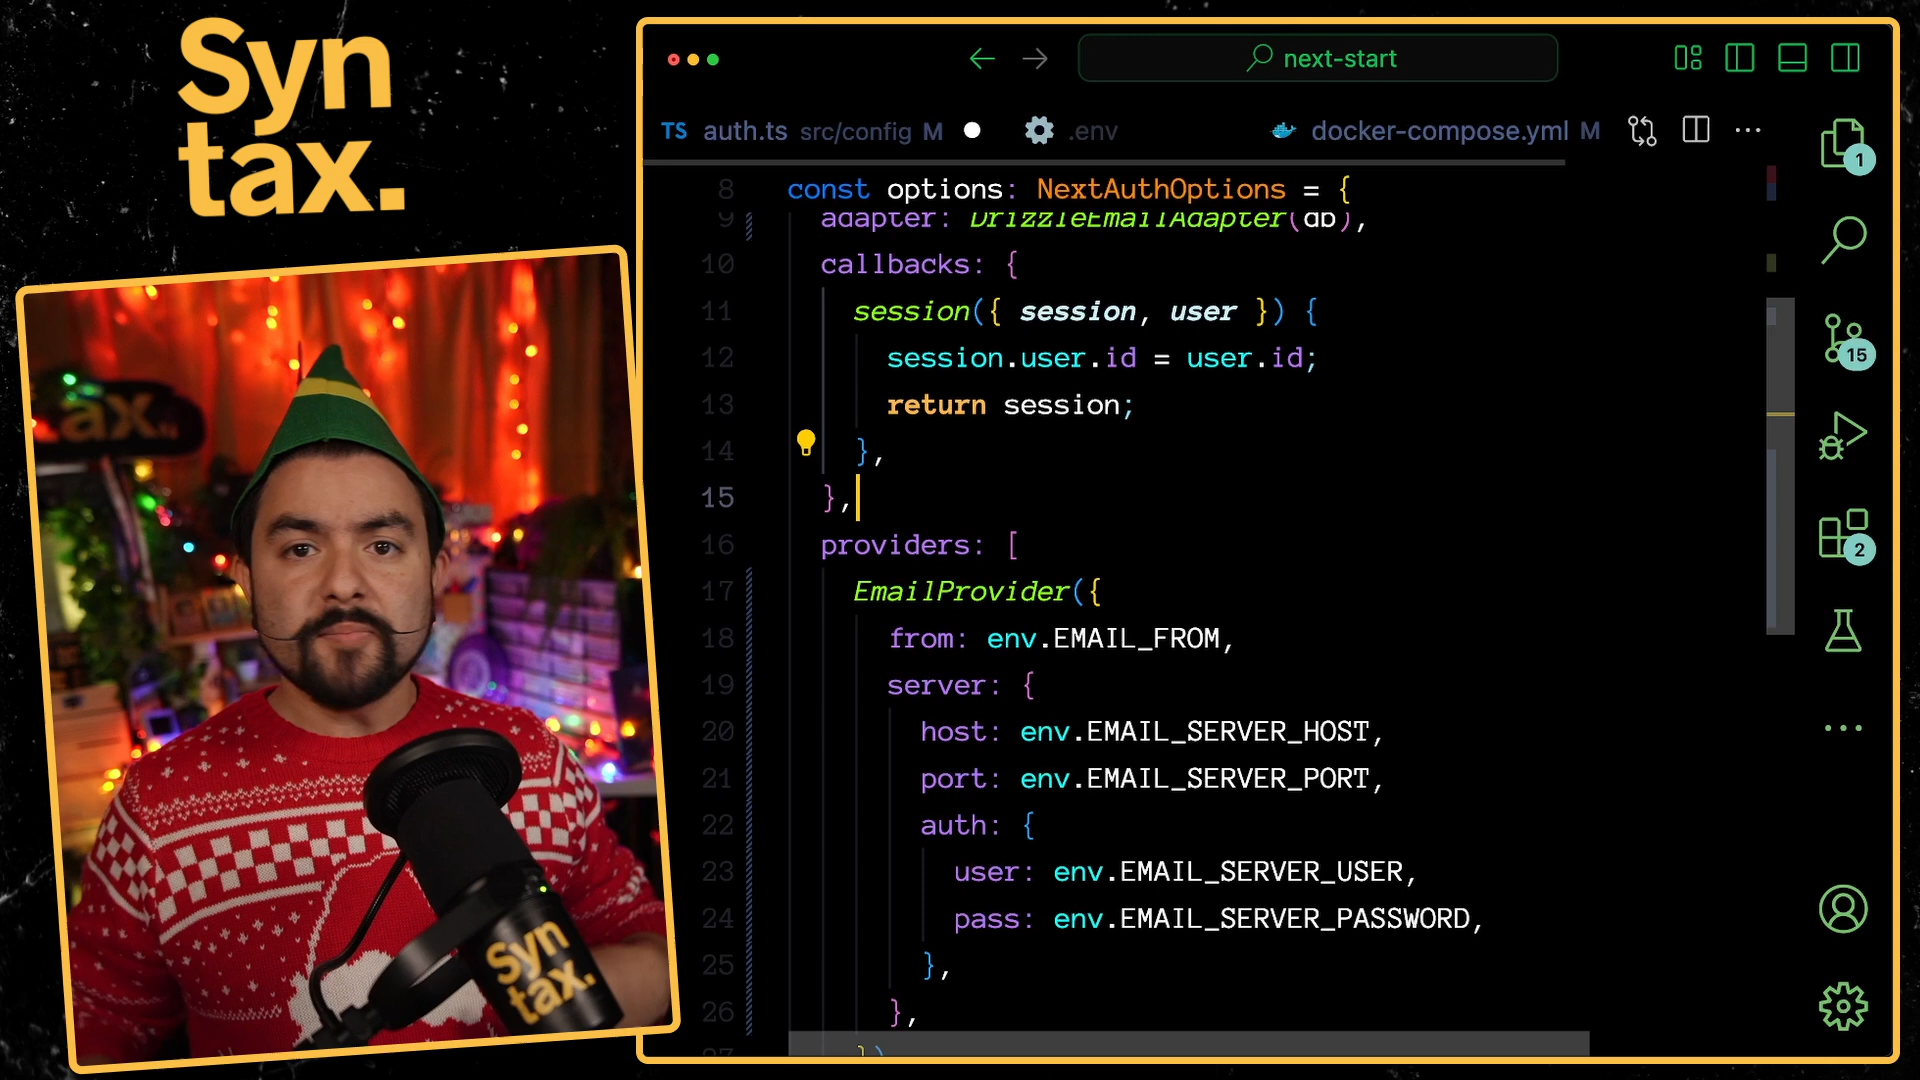 Syn
tax.
next-start
TS auth.ts src/config M
.env
docker-compose.yml M
1
15
2
8 const options: NextAuthOptions = {
9 adapter: DrizzleEmailAdapter(db),
10 callbacks: {
11 session({ session, user }) {
12 session.user.id = user.id;
13 return session;
14 },
15 },
16 providers: [
17 EmailProvider({
18 from: env.EMAIL_FROM,
19 server: {
20 host: env.EMAIL_SERVER_HOST,
21 port: env.EMAIL_SERVER_PORT,
22 auth: {
23 user: env.EMAIL_SERVER_USER,
24 pass: env.EMAIL_SERVER_PASSWORD,
25 },
26 },
tax.
Syn
tax.